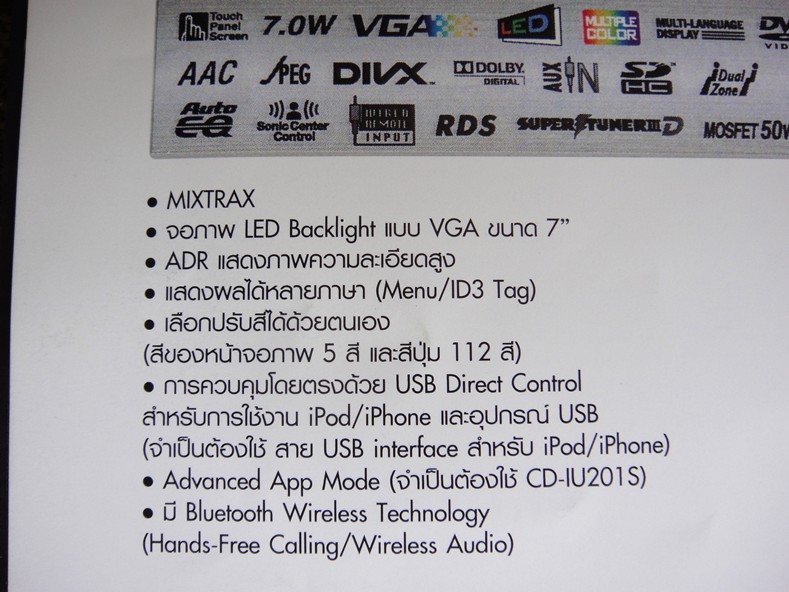 Touch Panel Screen 7.0W VGA LED MULTIPLE COLOR MULTI-LANGUAGE DISPLAY
AAC JPEG DIVX DOLBY DIGITAL AUX IN SD HC Dual Zone
Auto EQ Sonic Center Control WIRED REMOTE INPUT RDS SUPER TUNER III D MOSFET 50W
• MIXTRAX
• จอภาพ LED Backlight แบบ VGA ขนาด 7”
• ADR แสดงภาพความละเอียดสูง
• แสดงผลได้หลายภาษา (Menu/ID3 Tag)
• เลือกปรับสีได้ด้วยตนเอง
(สีของหน้าจอภาพ 5 สี และสีปุ่ม 112 สี)
• การควบคุมโดยตรงด้วย USB Direct Control
สำหรับการใช้งาน iPod/iPhone และอุปกรณ์ USB
(จำเป็นต้องใช้ สาย USB interface สำหรับ iPod/iPhone)
• Advanced App Mode (จำเป็นต้องใช้ CD-IU201S)
• มี Bluetooth Wireless Technology
(Hands-Free Calling/Wireless Audio)